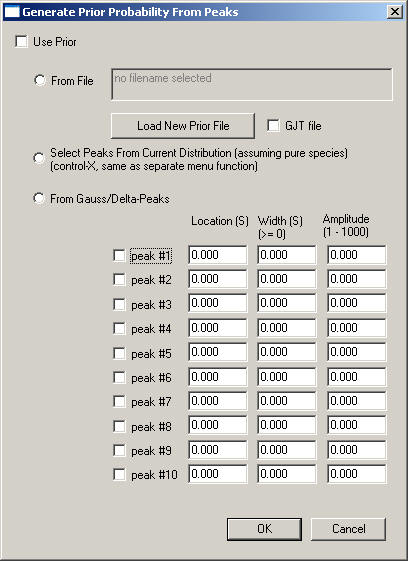 Generate Prior Probability From Peaks
Use Prior
From File
no filename selected
Load New Prior File
GJT file
Select Peaks From Current Distribution (assuming pure species)
(control-X, same as separate menu function)
From Gauss/Delta-Peaks
Location (S) Width (S) Amplitude
(>= 0) (1 - 1000)
peak #1 0.000 0.000 0.000
peak #2 0.000 0.000 0.000
peak #3 0.000 0.000 0.000
peak #4 0.000 0.000 0.000
peak #5 0.000 0.000 0.000
peak #6 0.000 0.000 0.000
peak #7 0.000 0.000 0.000
peak #8 0.000 0.000 0.000
peak #9 0.000 0.000 0.000
peak #10 0.000 0.000 0.000
OK Cancel